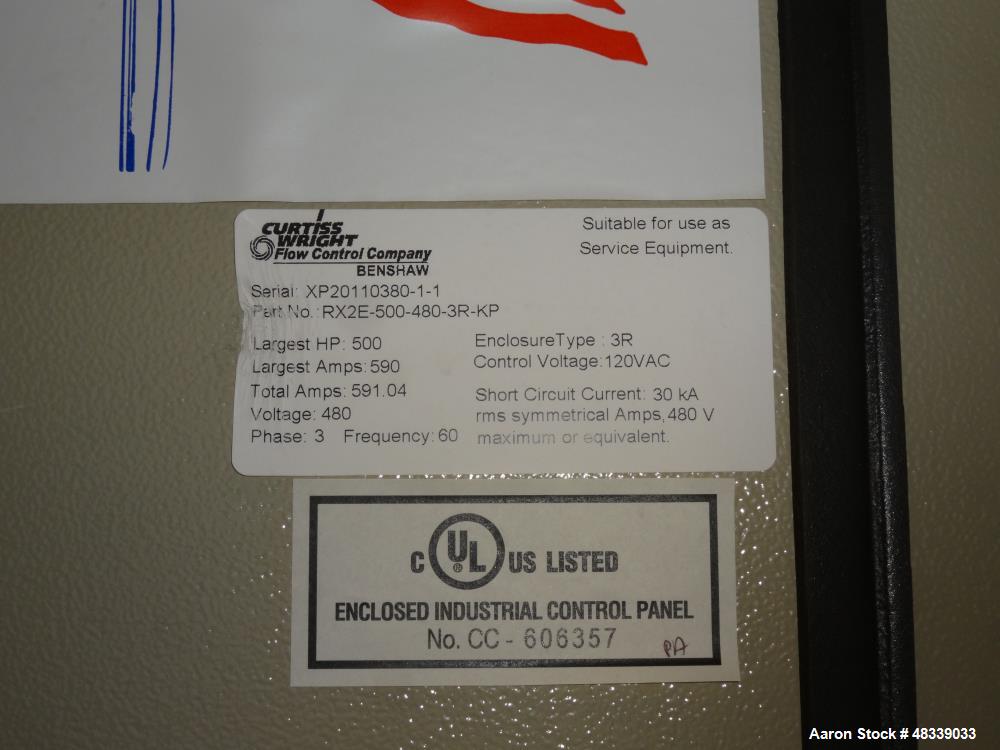 CURTISS
WRIGHT
Flow Control Company
BENSHAW
Suitable for use as
Service Equipment.
Serial: XP20110380-1-1
Part No.: RX2E-500-480-3R-KP
Largest HP: 500
Largest Amps: 590
Total Amps: 591.04
Voltage: 480
Phase: 3 Frequency: 60
EnclosureType : 3R
Control Voltage: 120VAC
Short Circuit Current: 30 kA
rms symmetrical Amps, 480 V
maximum or equivalent.
C UL® US LISTED
ENCLOSED INDUSTRIAL CONTROL PANEL
No. CC - 606357
PA
Aaron Stock # 48339033